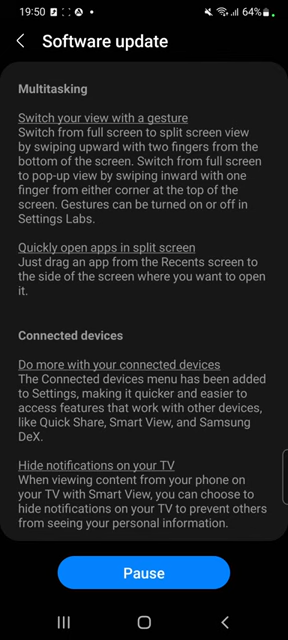 19:50
64%
Software update
Multitasking
Switch your view with a gesture
Switch from full screen to split screen view
by swiping upward with two fingers from the
bottom of the screen. Switch from full screen
to pop-up view by swiping inward with one
finger from either corner at the top of the
screen. Gestures can be turned on or off in
Settings Labs.
Quickly open apps in split screen
Just drag an app from the Recents screen to
the side of the screen where you want to open
it.
Connected devices
Do more with your connected devices
The Connected devices menu has been added
to Settings, making it quicker and easier to
access features that work with other devices,
like Quick Share, Smart View, and Samsung
DeX.
Hide notifications on your TV
When viewing content from your phone on
your TV with Smart View, you can choose to
hide notifications on your TV to prevent others
from seeing your personal information.
Pause